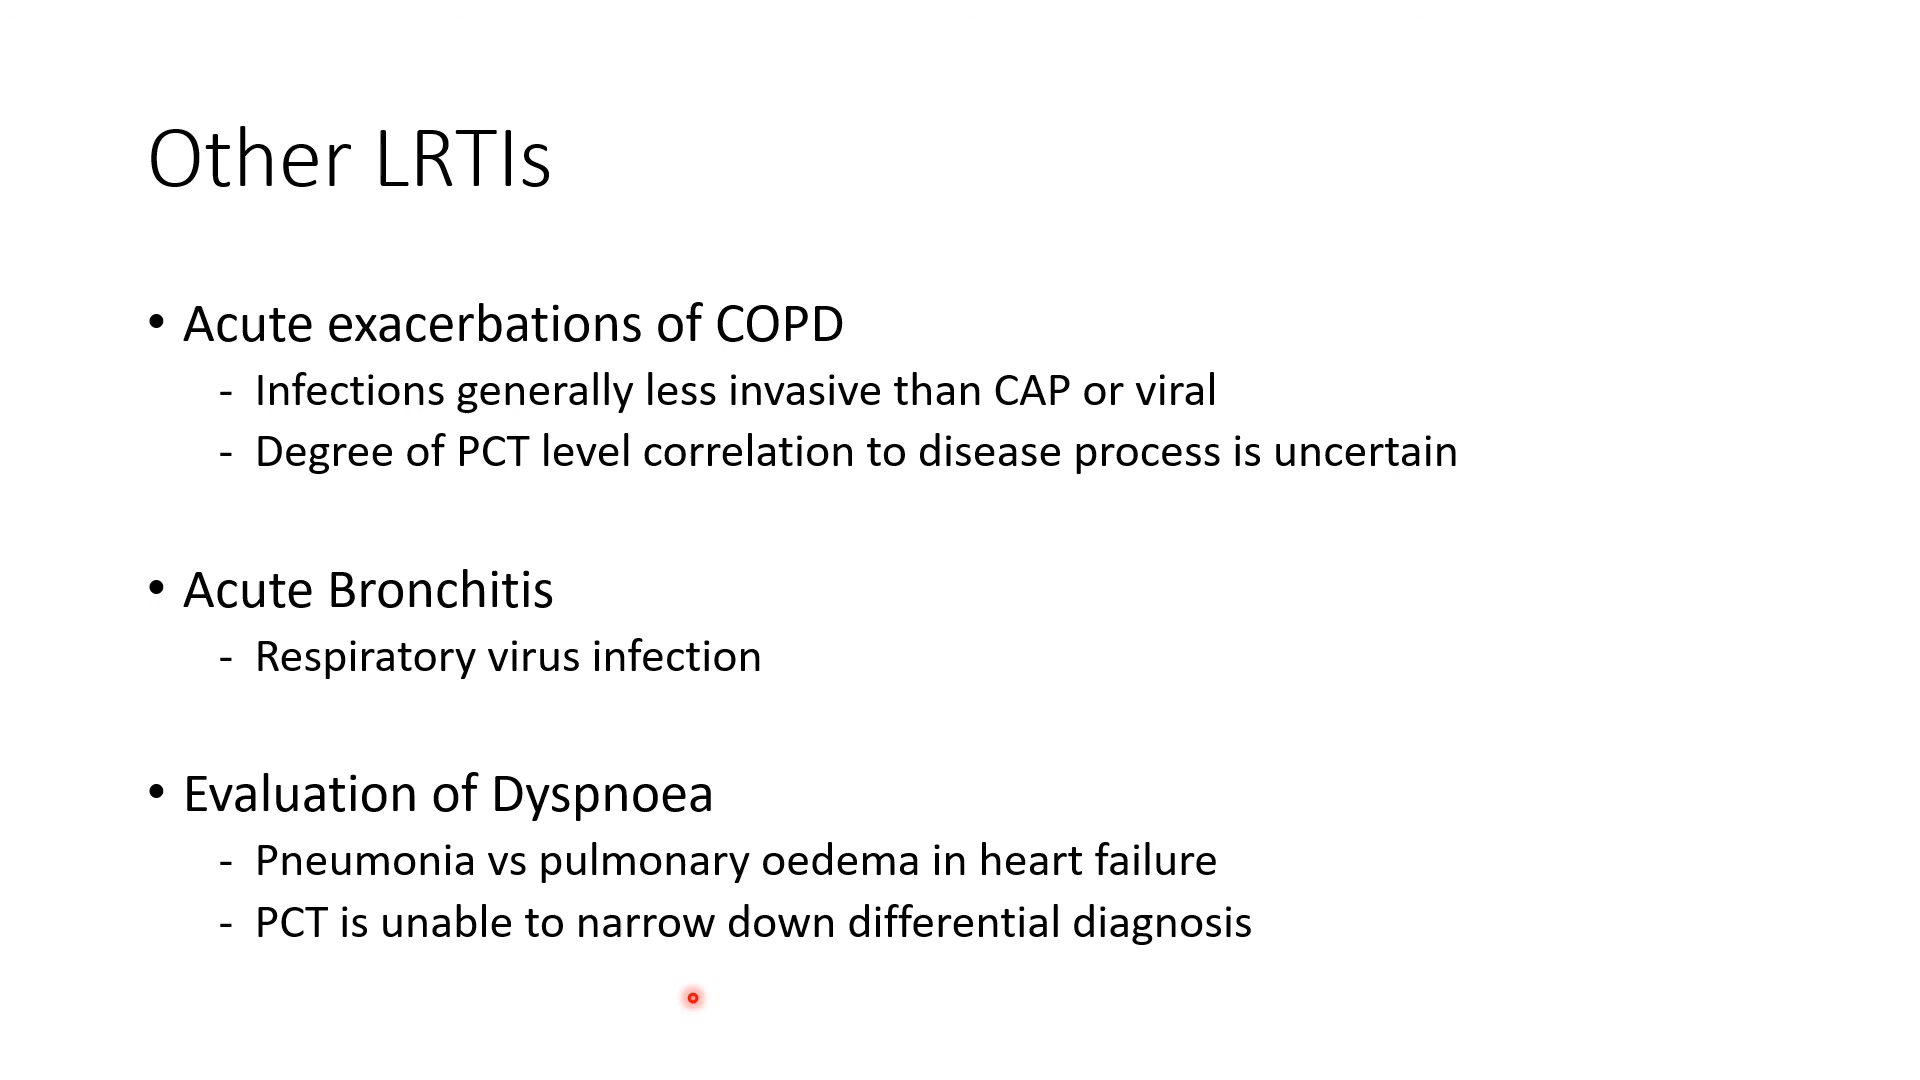 Other LRTIs
• Acute exacerbations of COPD
- Infections generally less invasive than CAP or viral
- Degree of PCT level correlation to disease process is uncertain
• Acute Bronchitis
- Respiratory virus infection
• Evaluation of Dyspnoea
- Pneumonia vs pulmonary oedema in heart failure
- PCT is unable to narrow down differential diagnosis